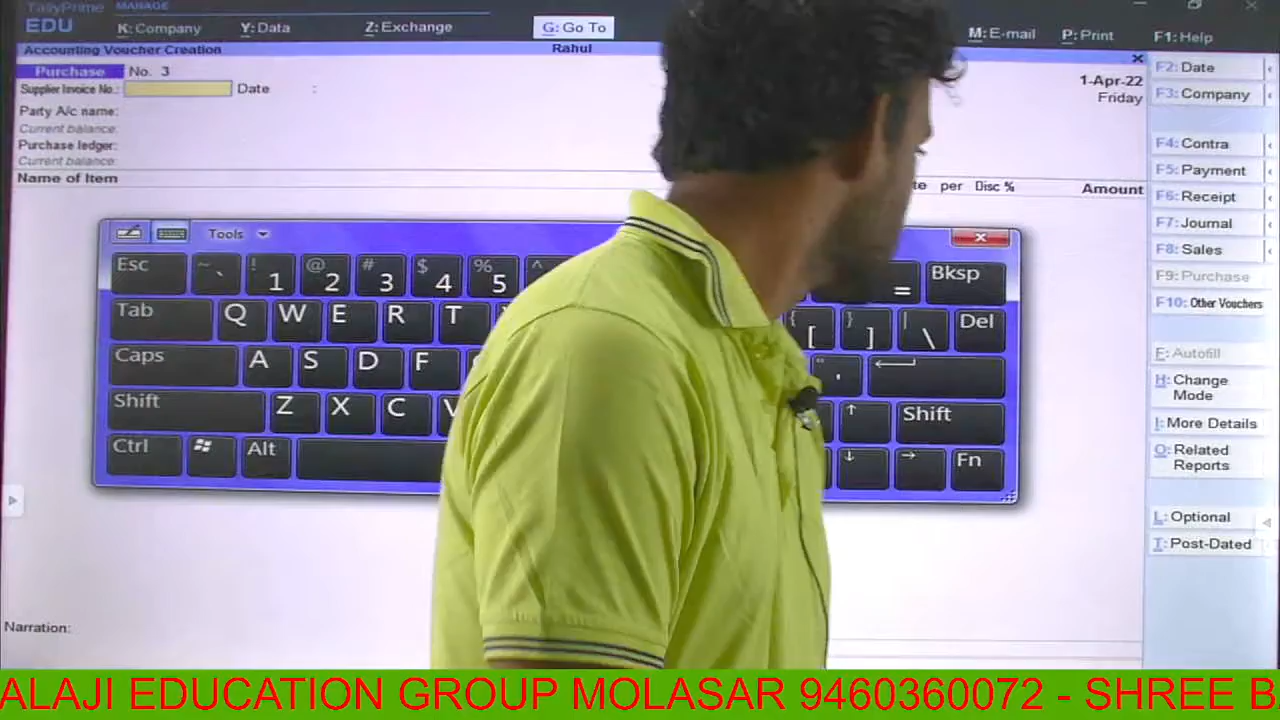 TallyPrime MANAGE
EDU K: Company Y: Data Z: Exchange G: Go To M: E-mail P: Print F1: Help
Accounting Voucher Creation Rahul
Purchase No. 3 1-Apr-22
Supplier Invoice No.: Date : Friday
Party A/c name:
Current balance:
Purchase ledger:
Current balance:
Name of Item per Disc % Amount
F2: Date
F3: Company
F4: Contra
F5: Payment
F6: Receipt
F7: Journal
F8: Sales
F9: Purchase
F10: Other Vouchers
F: Autofill
H: Change
Mode
I: More Details
O: Related
Reports
L: Optional
T: Post-Dated
Tools
Esc ~ ` ! 1 @ 2 # 3 $ 4 % 5 ^ = Bksp
Tab Q W E R T { [ } ] | \ Del
Caps A S D F " '
Shift Z X C V ↑ Shift
Ctrl Alt ↓ → Fn
Narration:
ALAJI EDUCATION GROUP MOLASAR 9460360072 - SHREE B